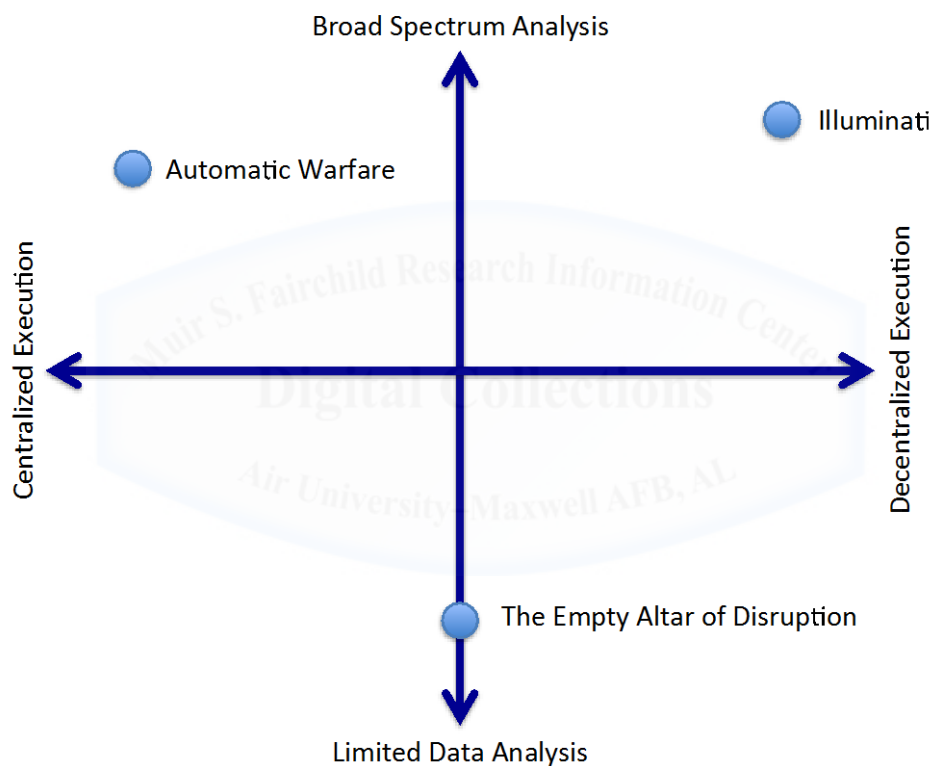 Broad Spectrum Analysis
Illuminati
Automatic Warfare
Muir S. Fairchild Research Information Center
Centralized Execution
Decentralized Execution
Digital Collections
Air University-Maxwell AFB, AL
The Empty Altar of Disruption
Limited Data Analysis